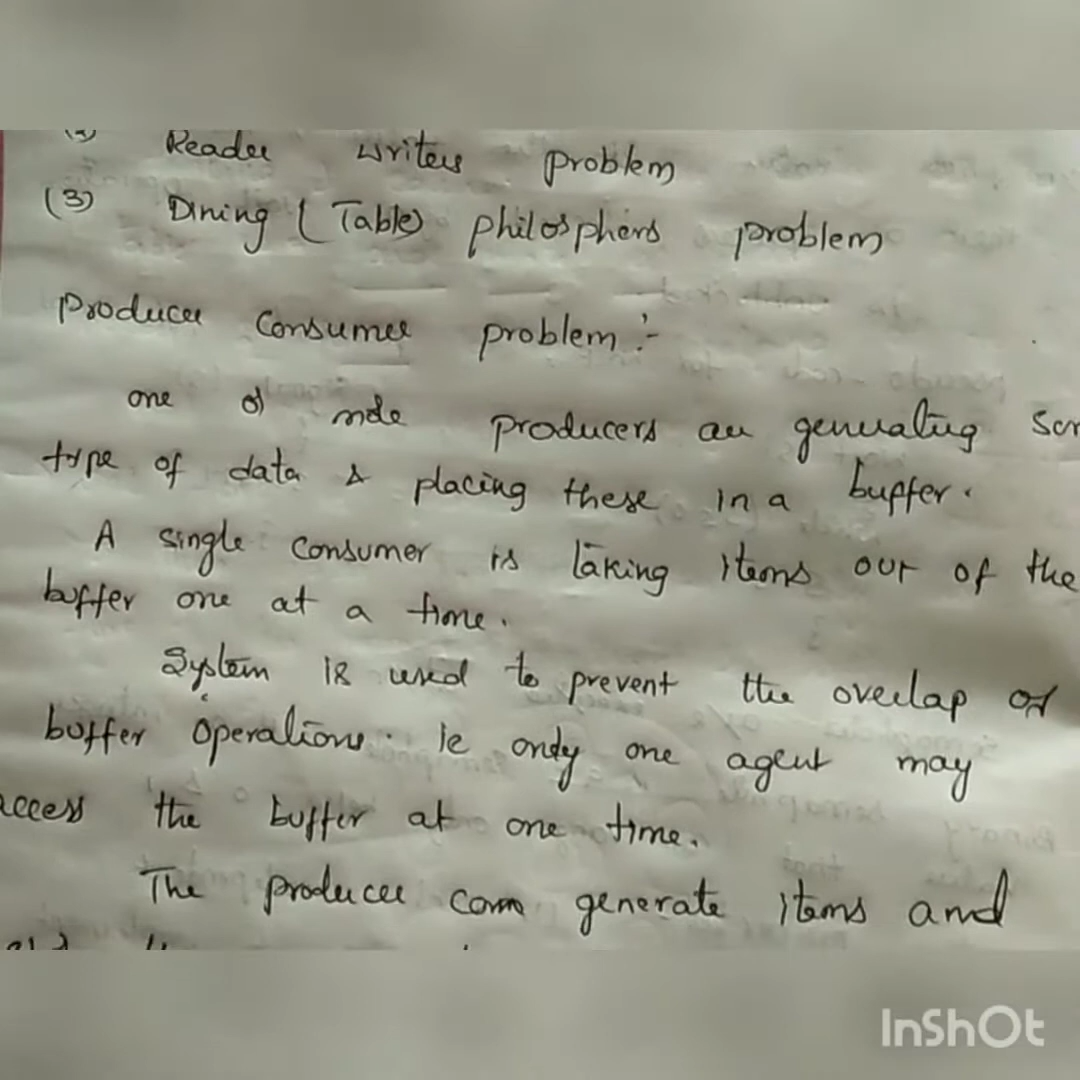 (2) Reader writers problem
(3) Dining (Table) philosphers problem
Producer Consumer problem :-
one or more producers are generating
type of data & placing these in a buffer.
A single consumer is taking items out of the
buffer one at a time.
System is used to prevent the overlap of
buffer operations. ie only one agent may
access the buffer at one time.
The producer can generate items and
InShOt